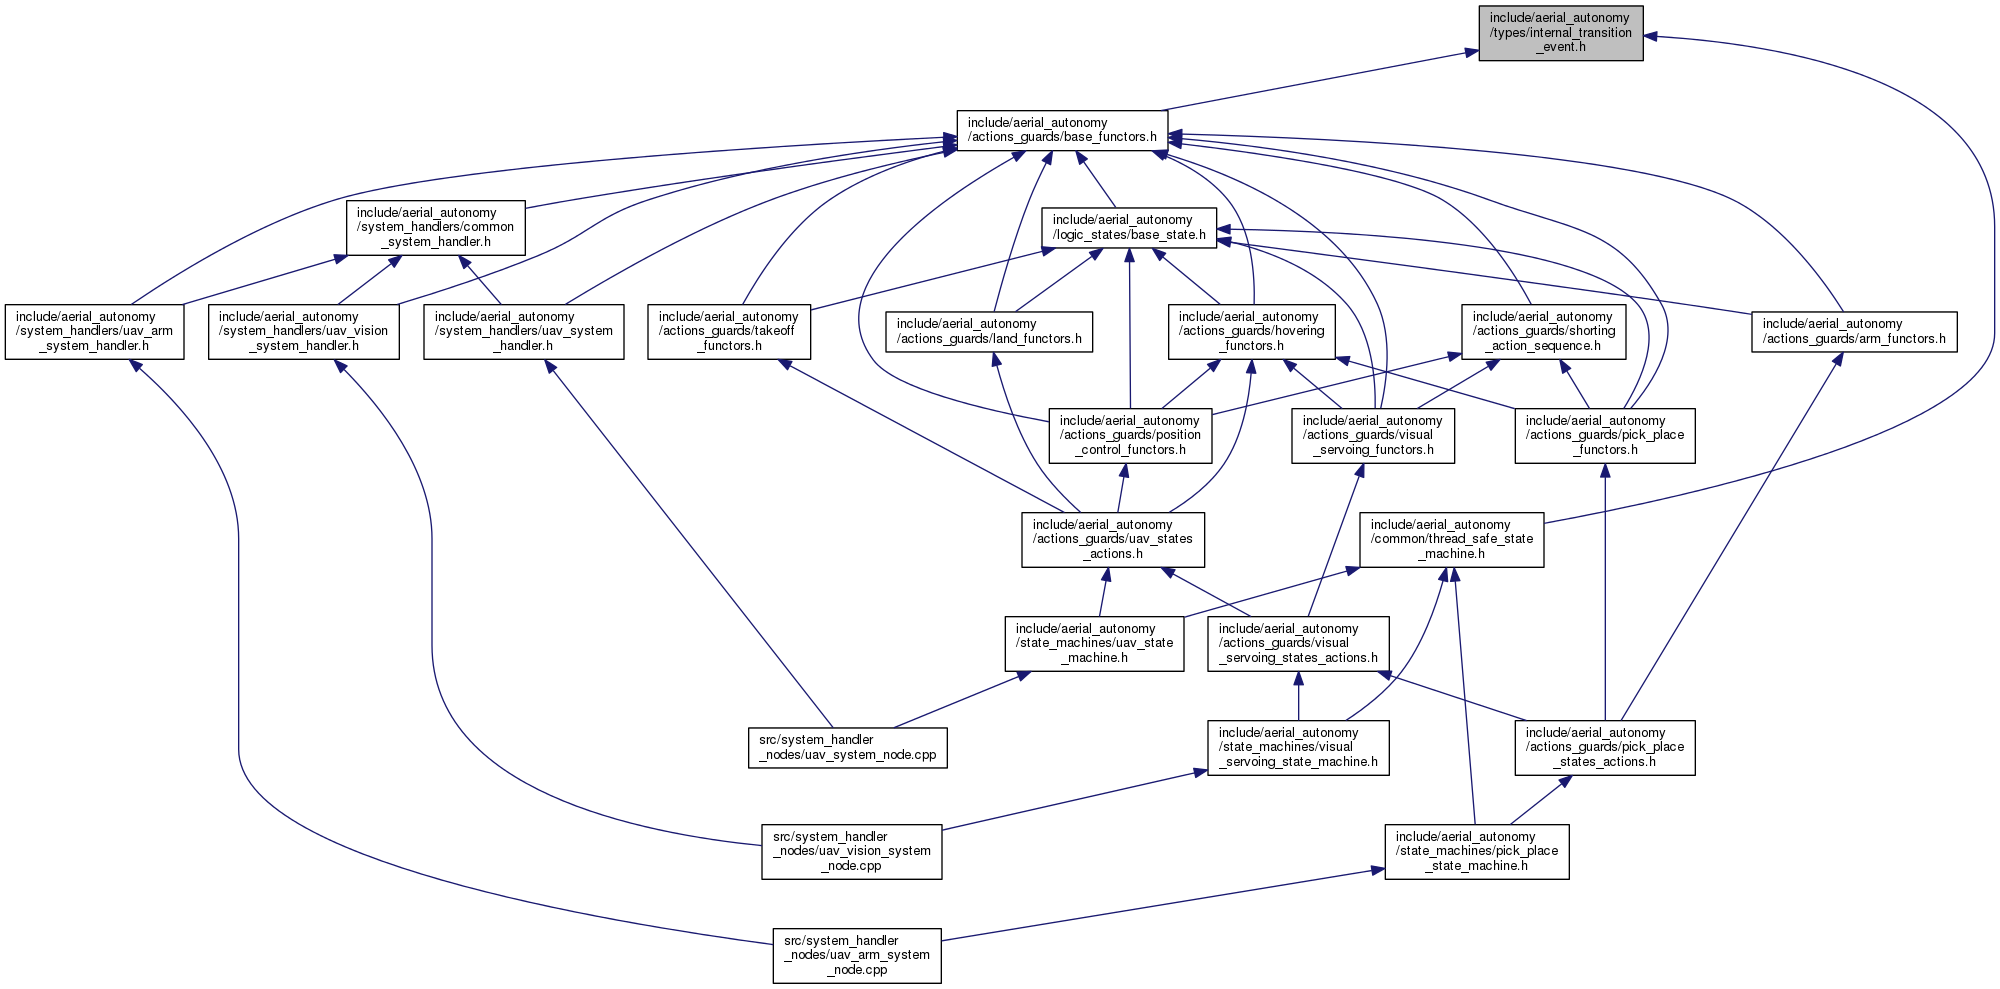 include/aerial_autonomy
/types/internal_transition
_event.h
include/aerial_autonomy
/actions_guards/base_functors.h
include/aerial_autonomy
/system_handlers/common
_system_handler.h
include/aerial_autonomy
/logic_states/base_state.h
include/aerial_autonomy
/system_handlers/uav_arm
_system_handler.h
include/aerial_autonomy
/system_handlers/uav_vision
_system_handler.h
include/aerial_autonomy
/system_handlers/uav_system
_handler.h
include/aerial_autonomy
/actions_guards/takeoff
_functors.h
include/aerial_autonomy
/actions_guards/land_functors.h
include/aerial_autonomy
/actions_guards/hovering
_functors.h
include/aerial_autonomy
/actions_guards/shorting
_action_sequence.h
include/aerial_autonomy
/actions_guards/arm_functors.h
include/aerial_autonomy
/actions_guards/position
_control_functors.h
include/aerial_autonomy
/actions_guards/visual
_servoing_functors.h
include/aerial_autonomy
/actions_guards/pick_place
_functors.h
include/aerial_autonomy
/actions_guards/uav_states
_actions.h
include/aerial_autonomy
/common/thread_safe_state
_machine.h
include/aerial_autonomy
/state_machines/uav_state
_machine.h
include/aerial_autonomy
/actions_guards/visual
_servoing_states_actions.h
src/system_handler
_nodes/uav_system_node.cpp
include/aerial_autonomy
/state_machines/visual
_servoing_state_machine.h
include/aerial_autonomy
/actions_guards/pick_place
_states_actions.h
src/system_handler
_nodes/uav_vision_system
_node.cpp
include/aerial_autonomy
/state_machines/pick_place
_state_machine.h
src/system_handler
_nodes/uav_arm_system
_node.cpp